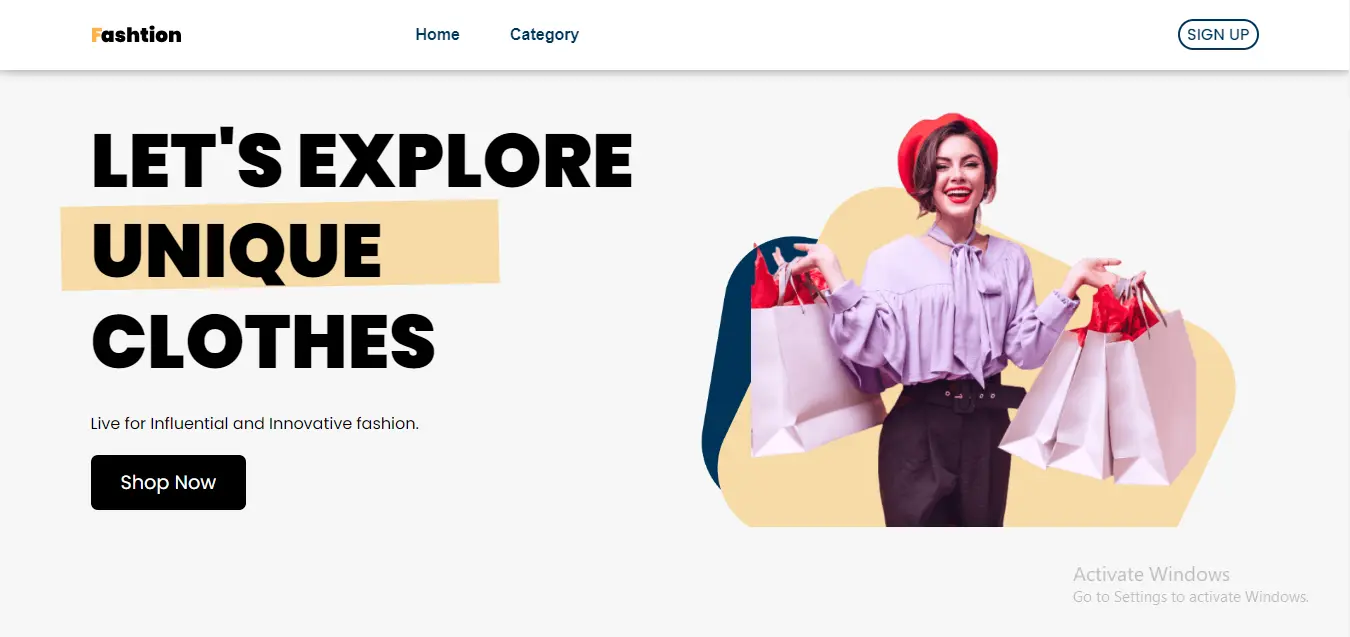 Fashtion
Home
Category
SIGN UP
LET'S EXPLORE
UNIQUE
CLOTHES
Live for Influential and Innovative fashion.
Shop Now
Activate Windows
Go to Settings to activate Windows.